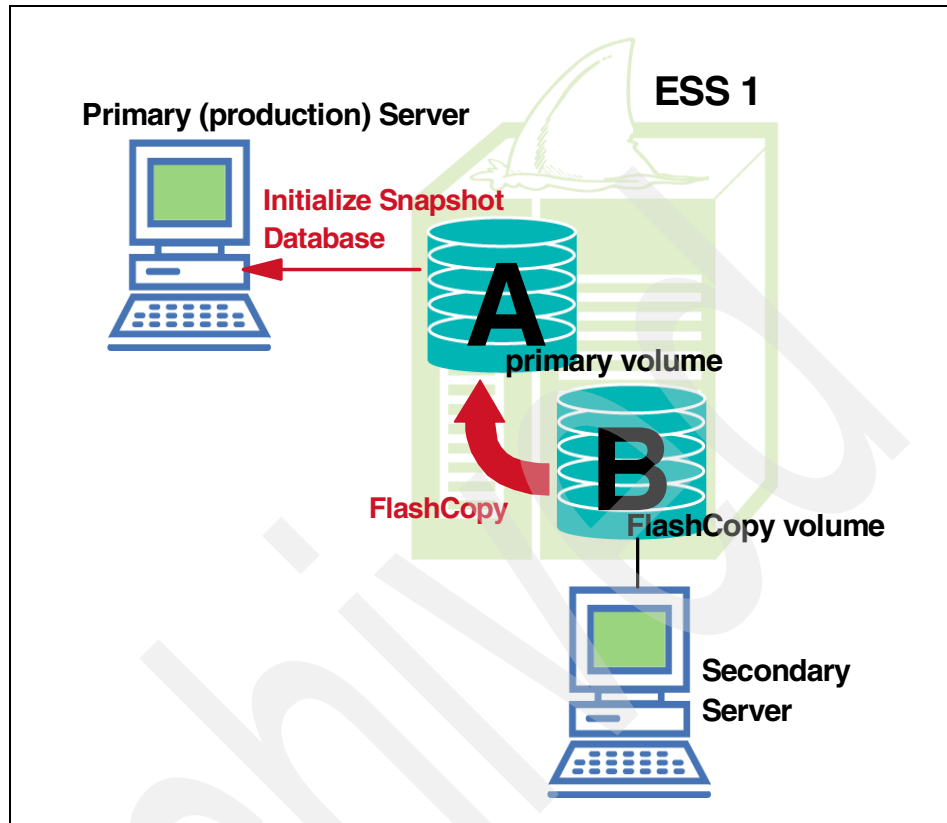 ESS 1
Primary (production) Server
Initialize Snapshot
Database
A
primary volume
B
FlashCopy
FlashCopy volume
Secondary
Server